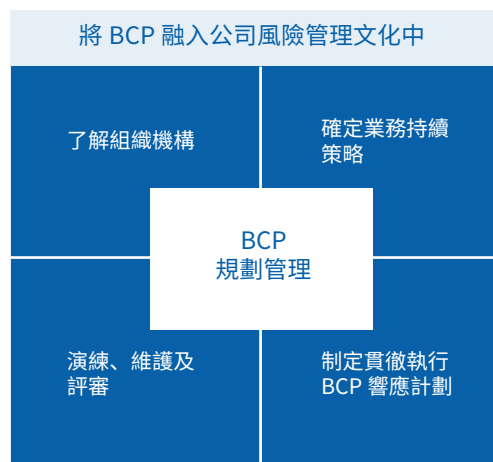 將 BCP 融入公司風險管理文化中
了解組織機構
確定業務持續
策略
BCP
規劃管理
演練、維護及
評審
制定貫徹執行
BCP 響應計劃